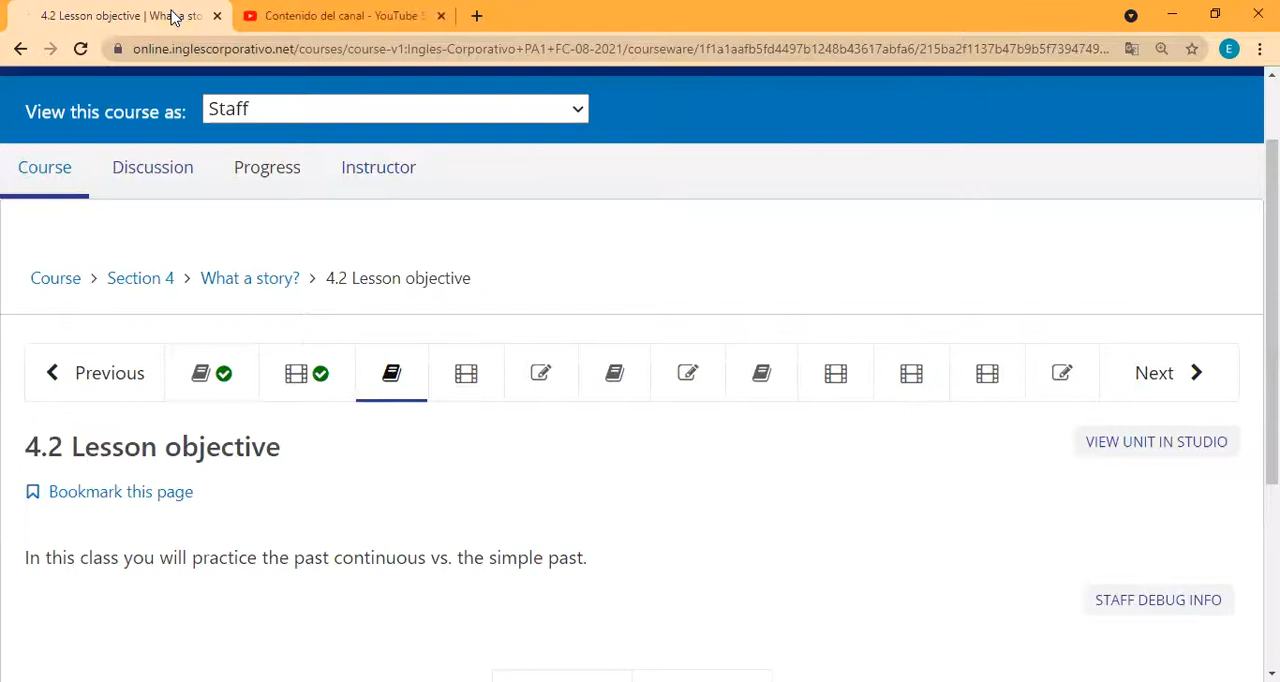 4.2 Lesson objective | What a sto
Contenido del canal - YouTube S
online.inglescorporativo.net/courses/course-v1:Ingles-Corporativo+PA1+FC-08-2021/courseware/1f1a1aafb5fd4497b1248b43617abfa6/215ba2f1137b47b9b5f7394749...
E
View this course as:
Staff
Course
Discussion
Progress
Instructor
Course > Section 4 > What a story? > 4.2 Lesson objective
Previous
Next
4.2 Lesson objective
VIEW UNIT IN STUDIO
Bookmark this page
In this class you will practice the past continuous vs. the simple past.
STAFF DEBUG INFO